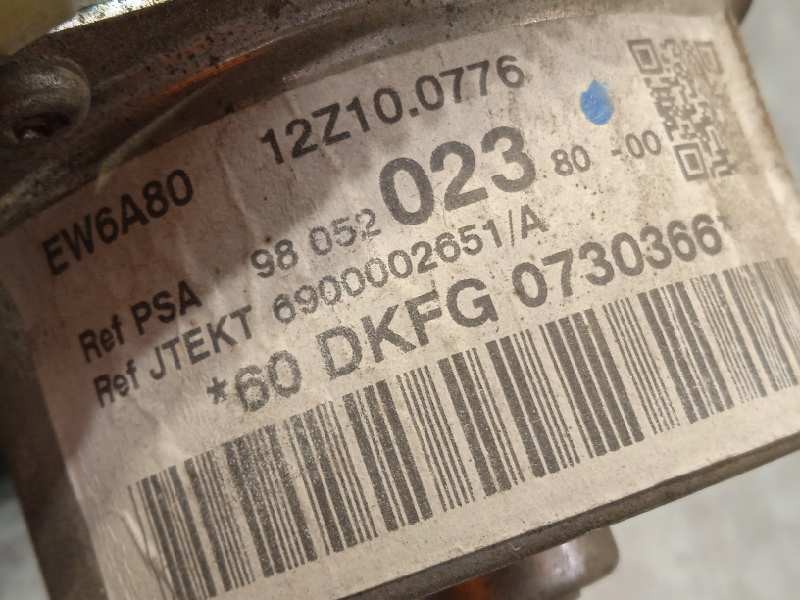 EW6A80 12Z10.0776
Ref PSA 98 052 023 80 -00
Ref JTEKT 6900002651/A
*60 DKFG 0730366*